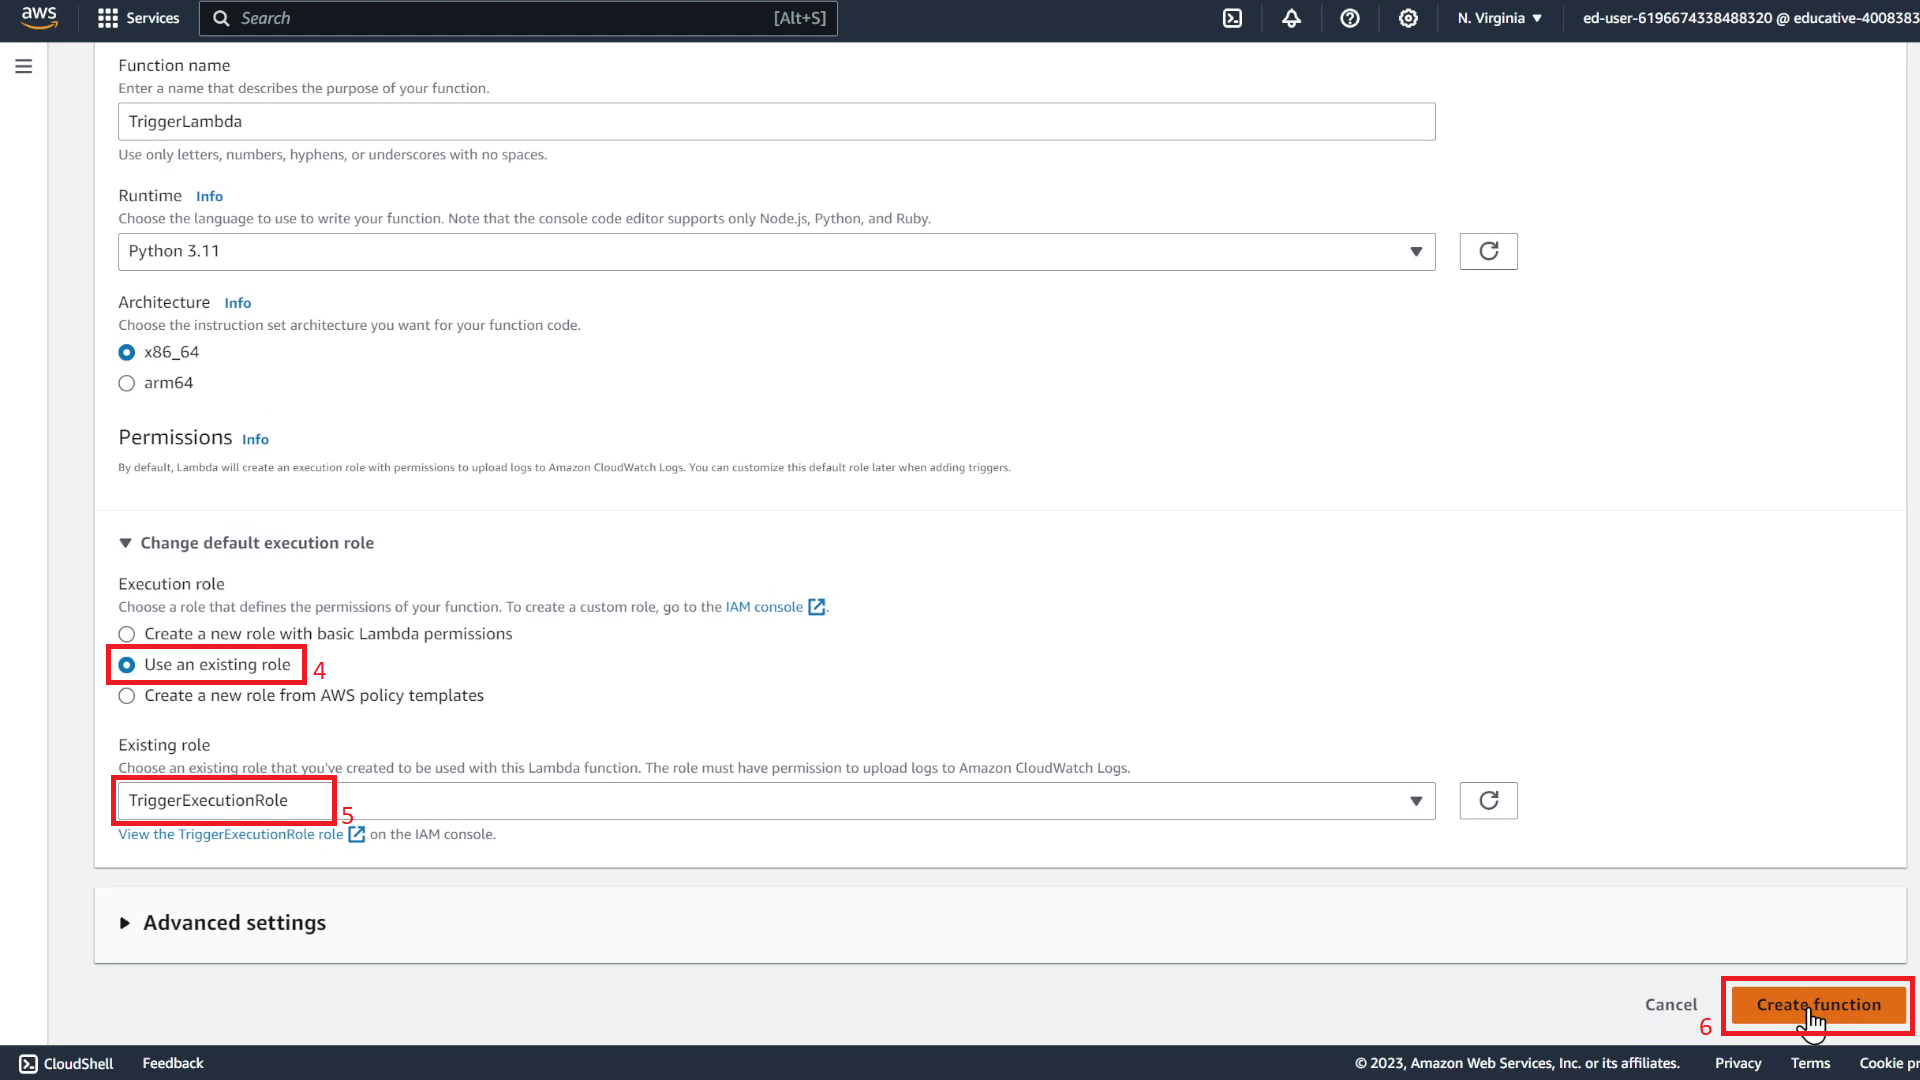 aws Services Search [Alt+S] N. Virginia ▼ ed-user-6196674338488320 @ educative-4008383
Function name
Enter a name that describes the purpose of your function.
TriggerLambda
Use only letters, numbers, hyphens, or underscores with no spaces.
Runtime Info
Choose the language to use to write your function. Note that the console code editor supports only Node.js, Python, and Ruby.
Python 3.11
Architecture Info
Choose the instruction set architecture you want for your function code.
x86_64
arm64
Permissions Info
By default, Lambda will create an execution role with permissions to upload logs to Amazon CloudWatch Logs. You can customize this default role later when adding triggers.
Change default execution role
Execution role
Choose a role that defines the permissions of your function. To create a custom role, go to the IAM console.
Create a new role with basic Lambda permissions
Use an existing role 4
Create a new role from AWS policy templates
Existing role
Choose an existing role that you've created to be used with this Lambda function. The role must have permission to upload logs to Amazon CloudWatch Logs.
TriggerExecutionRole 5
View the TriggerExecutionRole role on the IAM console.
Advanced settings
Cancel Create function
6
CloudShell Feedback © 2023, Amazon Web Services, Inc. or its affiliates. Privacy Terms Cookie pr